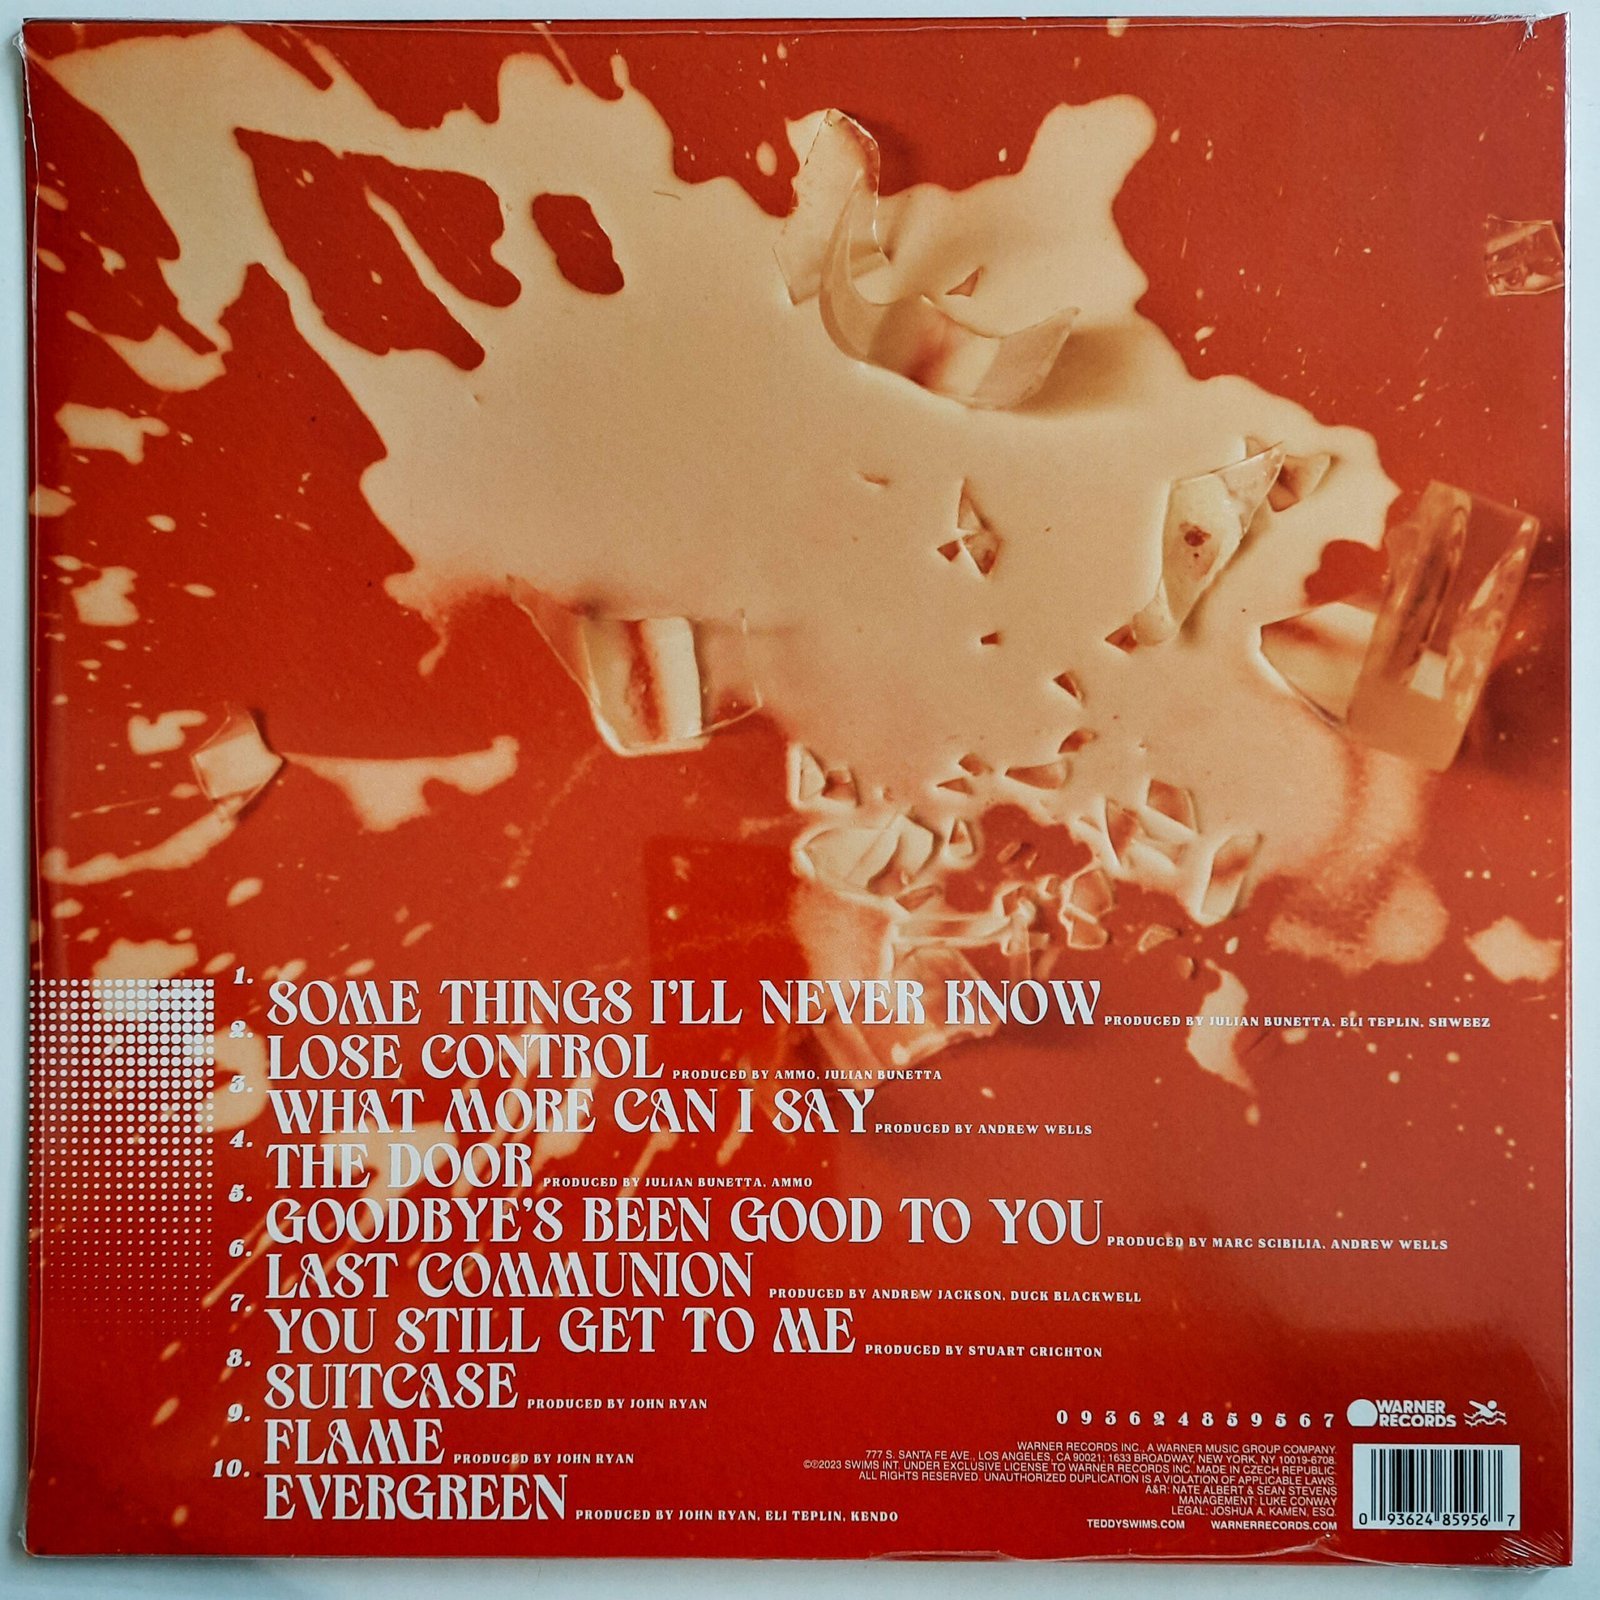 1. SOME THINGS I'LL NEVER KNOW PRODUCED BY JULIAN BUNETTA, ELI TEPLIN, SHWEEZ
2. LOSE CONTROL PRODUCED BY AMMO, JULIAN BUNETTA
3. WHAT MORE CAN I SAY PRODUCED BY ANDREW WELLS
4. THE DOOR PRODUCED BY JULIAN BUNETTA, AMMO
5. GOODBYE'S BEEN GOOD TO YOU PRODUCED BY MARC SCIBILIA, ANDREW WELLS
6. LAST COMMUNION PRODUCED BY ANDREW JACKSON, DUCK BLACKWELL
7. YOU STILL GET TO ME PRODUCED BY STUART CRICHTON
8. SUITCASE PRODUCED BY JOHN RYAN
9. FLAME PRODUCED BY JOHN RYAN
10. EVERGREEN PRODUCED BY JOHN RYAN, ELI TEPLIN, KENDO
0 9 3 6 2 4 8 5 9 5 6 7
WARNER
RECORDS
WARNER RECORDS INC., A WARNER MUSIC GROUP COMPANY.
777 S. SANTA FE AVE., LOS ANGELES, CA 90021; 1633 BROADWAY, NEW YORK, NY 10019-6708.
©℗2023 SWIMS INT. UNDER EXCLUSIVE LICENSE TO WARNER RECORDS INC. MADE IN CZECH REPUBLIC.
ALL RIGHTS RESERVED. UNAUTHORIZED DUPLICATION IS A VIOLATION OF APPLICABLE LAWS.
A&R: NATE ALBERT & SEAN STEVENS
MANAGEMENT: LUKE CONWAY
LEGAL: JOSHUA A. KAMEN, ESQ.
TEDDYSWIMS.COM WARNERRECORDS.COM
0 93624 85956 7